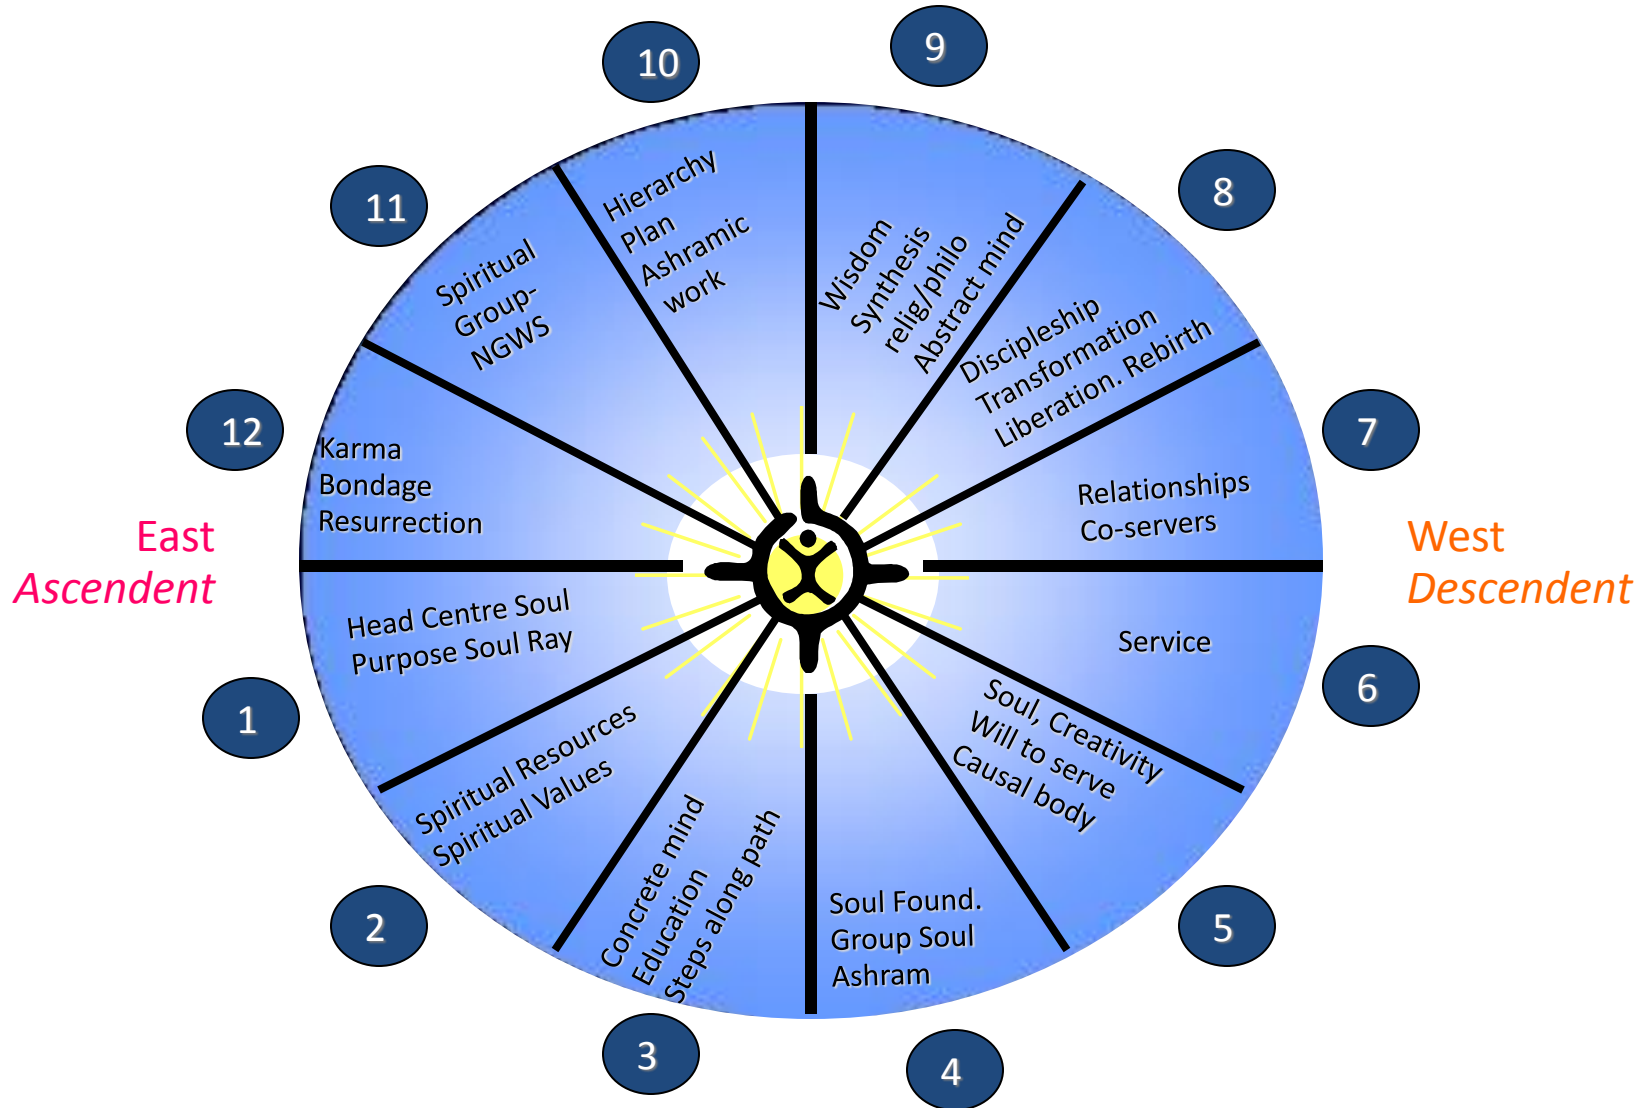 10
9
11
8
Hierarchy
Plan
Ashramic
work
Wisdom
Synthesis
relig/philo
Abstract mind
Spiritual
Group-
NGWS
Discipleship
Transformation
Liberation. Rebirth
12
7
Karma
Bondage
Resurrection
Relationships
Co-servers
East
Ascendent
West
Descendent
Head Centre Soul
Purpose Soul Ray
Service
1
6
Spiritual Resources
Spiritual Values
Soul, Creativity
Will to serve
Causal body
Concrete mind
Education
Steps along path
Soul Found.
Group Soul
Ashram
2
5
3
4